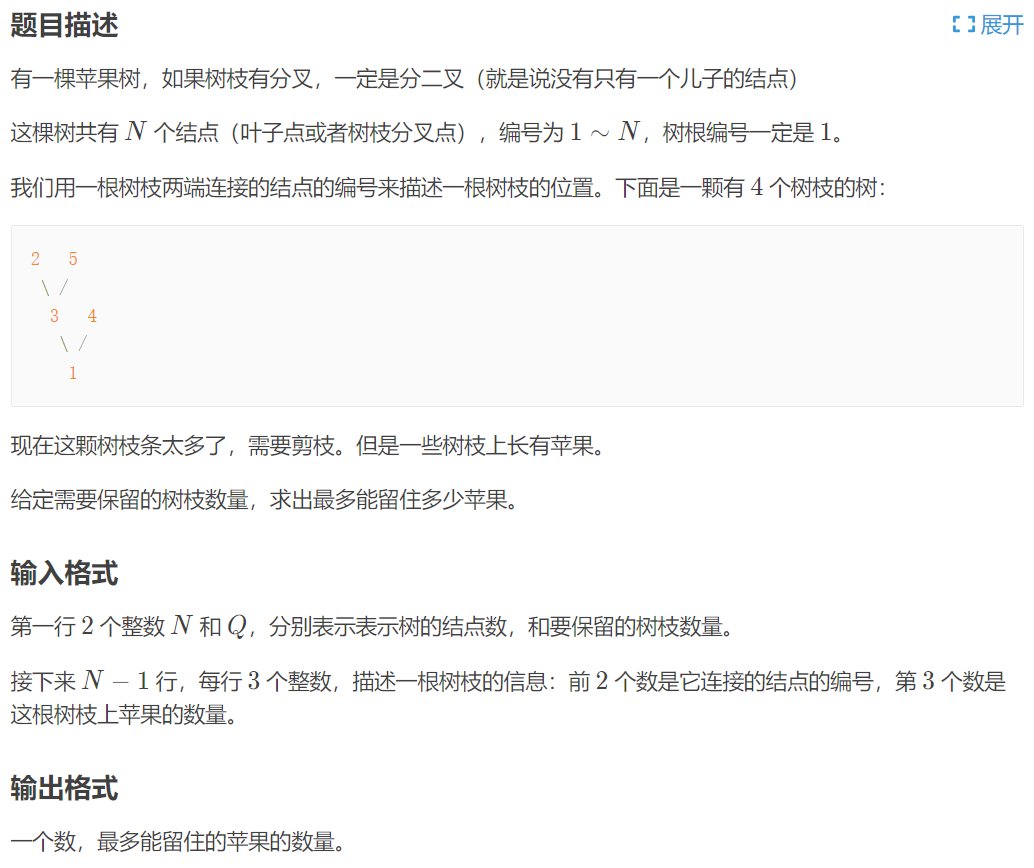 题目描述
展开
有一棵苹果树，如果树枝有分叉，一定是分二叉（就是说没有只有一个儿子的结点）
这棵树共有 N 个结点（叶子点或者树枝分叉点），编号为 1 ∼ N，树根编号一定是 1。
我们用一根树枝两端连接的结点的编号来描述一根树枝的位置。下面是一颗有 4 个树枝的树：
2   5
 \ /
  3   4
   \ /
    1
现在这颗树枝条太多了，需要剪枝。但是一些树枝上长有苹果。
给定需要保留的树枝数量，求出最多能留住多少苹果。
输入格式
第一行 2 个整数 N 和 Q，分别表示表示树的结点数，和要保留的树枝数量。
接下来 N − 1 行，每行 3 个整数，描述一根树枝的信息：前 2 个数是它连接的结点的编号，第 3 个数是
这根树枝上苹果的数量。
输出格式
一个数，最多能留住的苹果的数量。